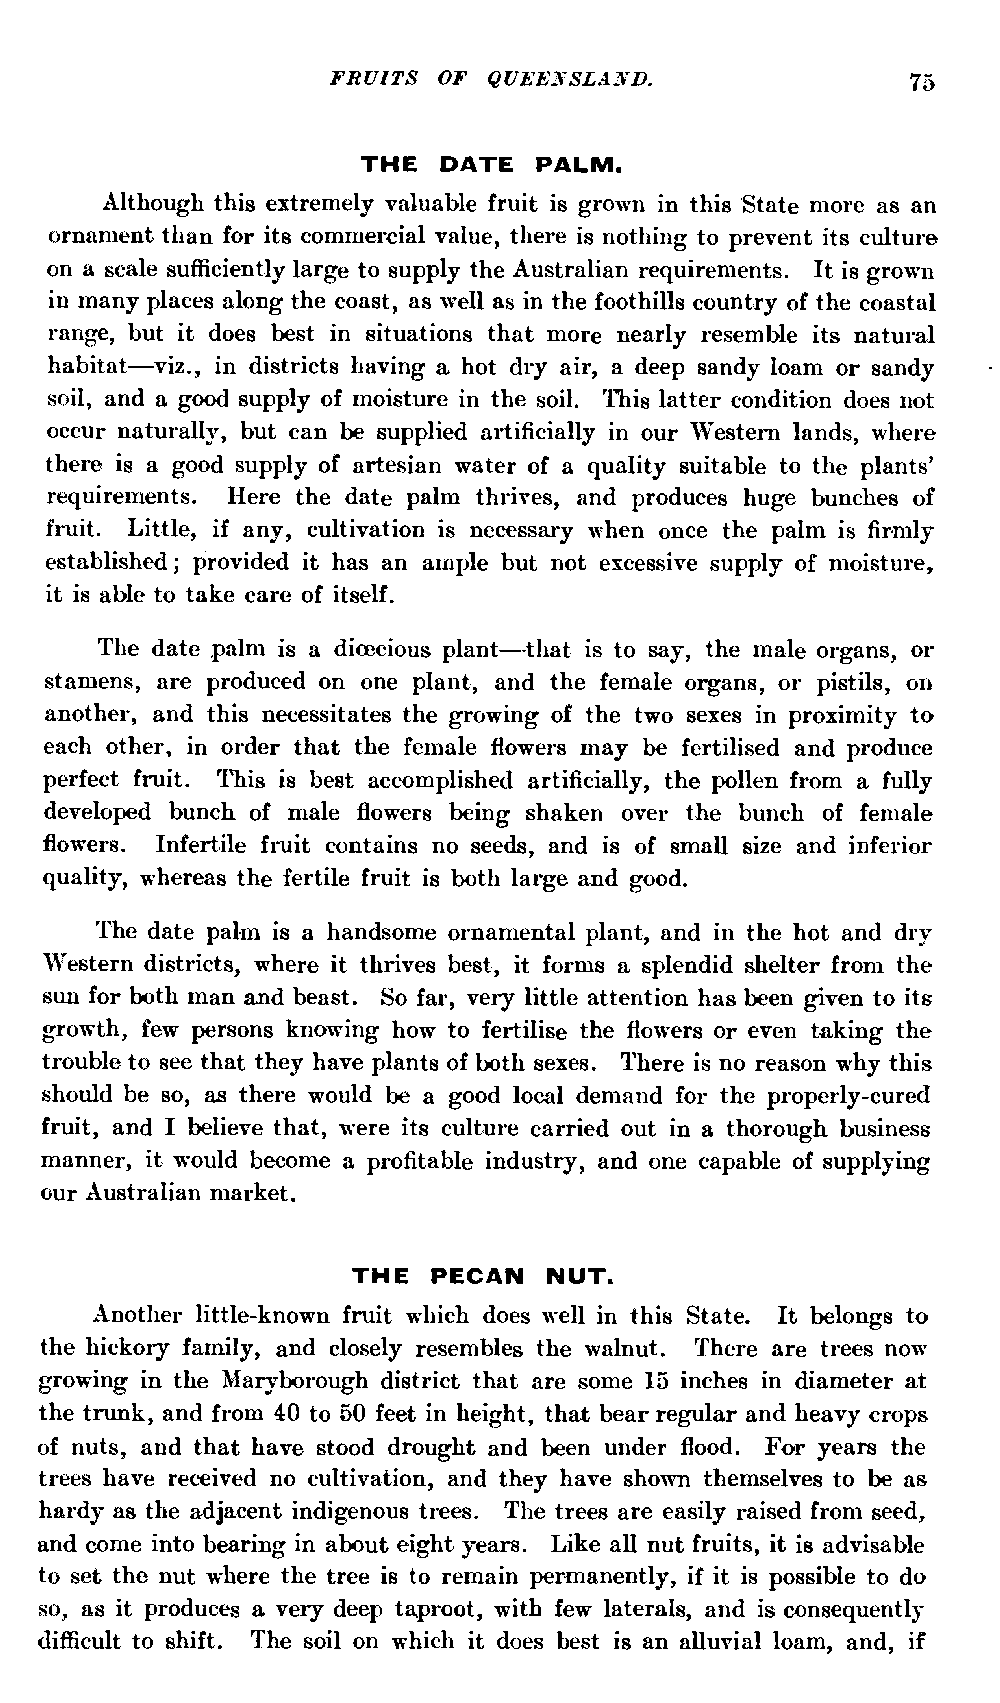 FRUITS OF QUEENSLAND. 75
THE DATE PALM.
Although this extremely valuable fruit is grown in this State more as an
ornament than for its commercial value, there is nothing to prevent its culture
on a scale sufficiently large to supply the Australian requirements. It is grown
in many places along the coast, as well as in the foothills country of the coastal
range, but it does best in situations that more nearly resemble its natural
habitat—viz., in districts having a hot dry air, a deep sandy loam or sandy
soil, and a good supply of moisture in the soil. This latter condition does not
occur naturally, but can be supplied artificially in our Western lands, where
there is a good supply of artesian water of a quality suitable to the plants'
requirements. Here the date palm thrives, and produces huge bunches of
fruit. Little, if any, cultivation is necessary when once the palm is firmly
established; provided it has an ample but not excessive supply of moisture,
it is able to take care of itself.
The date palm is a diœcious plant—that is to say, the male organs, or
stamens, are produced on one plant, and the female organs, or pistils, on
another, and this necessitates the growing of the two sexes in proximity to
each other, in order that the female flowers may be fertilised and produce
perfect fruit. This is best accomplished artificially, the pollen from a fully
developed bunch of male flowers being shaken over the bunch of female
flowers. Infertile fruit contains no seeds, and is of small size and inferior
quality, whereas the fertile fruit is both large and good.
The date palm is a handsome ornamental plant, and in the hot and dry
Western districts, where it thrives best, it forms a splendid shelter from the
sun for both man and beast. So far, very little attention has been given to its
growth, few persons knowing how to fertilise the flowers or even taking the
trouble to see that they have plants of both sexes. There is no reason why this
should be so, as there would be a good local demand for the properly-cured
fruit, and I believe that, were its culture carried out in a thorough business
manner, it would become a profitable industry, and one capable of supplying
our Australian market.
THE PECAN NUT.
Another little-known fruit which does well in this State. It belongs to
the hickory family, and closely resembles the walnut. There are trees now
growing in the Maryborough district that are some 15 inches in diameter at
the trunk, and from 40 to 50 feet in height, that bear regular and heavy crops
of nuts, and that have stood drought and been under flood. For years the
trees have received no cultivation, and they have shown themselves to be as
hardy as the adjacent indigenous trees. The trees are easily raised from seed,
and come into bearing in about eight years. Like all nut fruits, it is advisable
to set the nut where the tree is to remain permanently, if it is possible to do
so, as it produces a very deep taproot, with few laterals, and is consequently
difficult to shift. The soil on which it does best is an alluvial loam, and, if